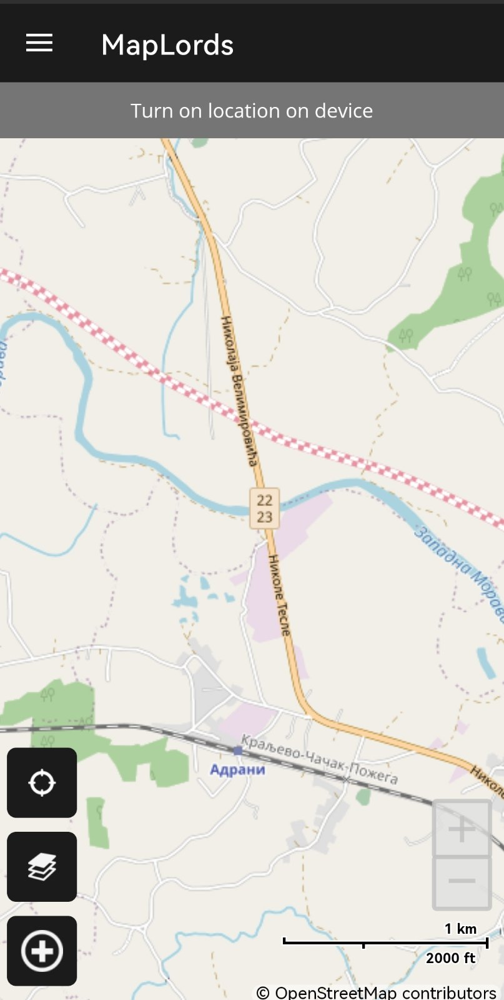 MapLords
Turn on location on device
Николаја Велимировића
22
23
Западна Морава
Николе Тесле
Краљево-Чачак-Пожега
Адрани
1 km
2000 ft
© OpenStreetMap contributors